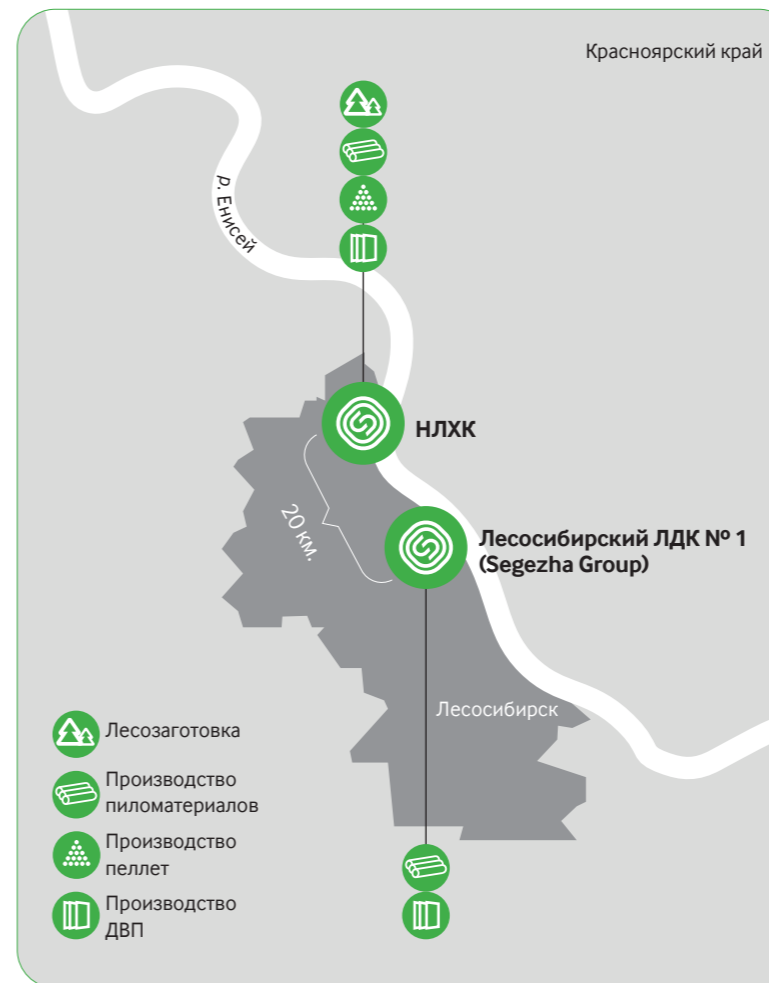 Красноярский край
р. Енисей
НЛХК
20 км.
Лесосибирский ЛДК № 1
(Segezha Group)
Лесосибирск
Лесозаготовка
Производство
пиломатериалов
Производство
пеллет
Производство
ДВП